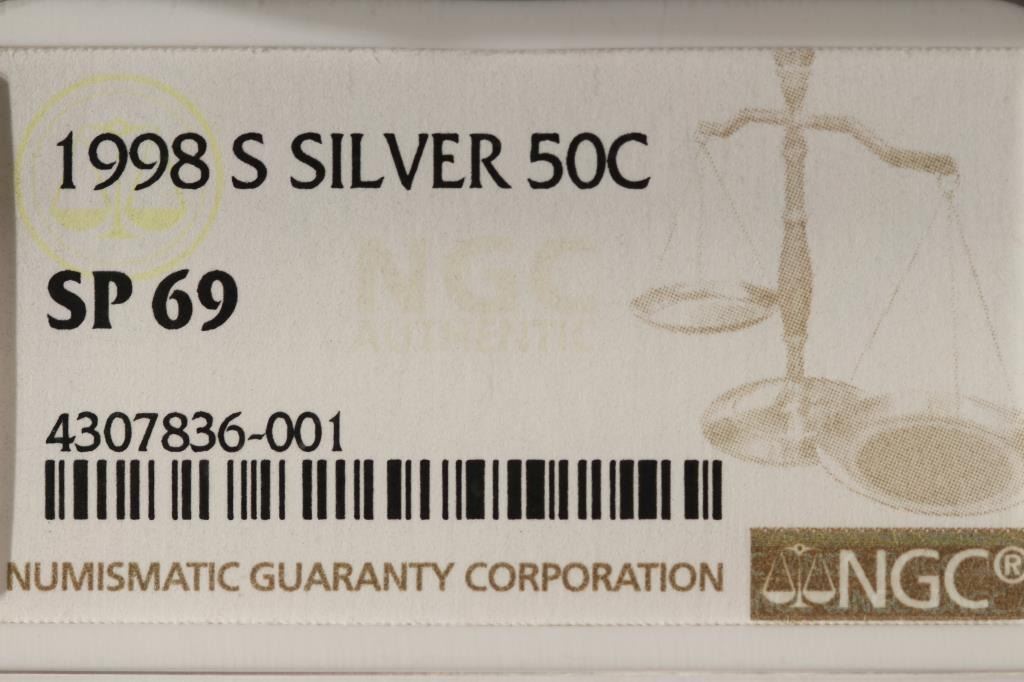 1998 S SILVER 50C
NGC
AUTHENTIC
SP 69
4307836-001
NUMISMATIC GUARANTY CORPORATION
NGC®